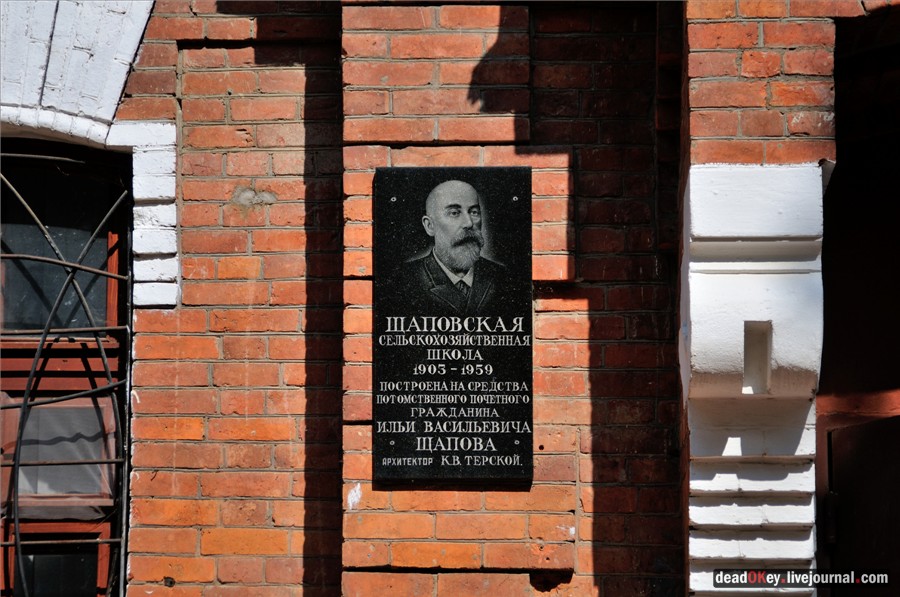 ЩАПОВСКАЯ
СЕЛЬСКОХОЗЯЙСТВЕННАЯ
ШКОЛА
1903 - 1959
ПОСТРОЕНА НА СРЕДСТВА
ПОТОМСТВЕННОГО ПОЧЕТНОГО
ГРАЖДАНИНА
ИЛЬИ ВАСИЛЬЕВИЧА
ЩАПОВА
АРХИТЕКТОР К.В. ТЕРСКОЙ.
deadOKey.livejournal.com